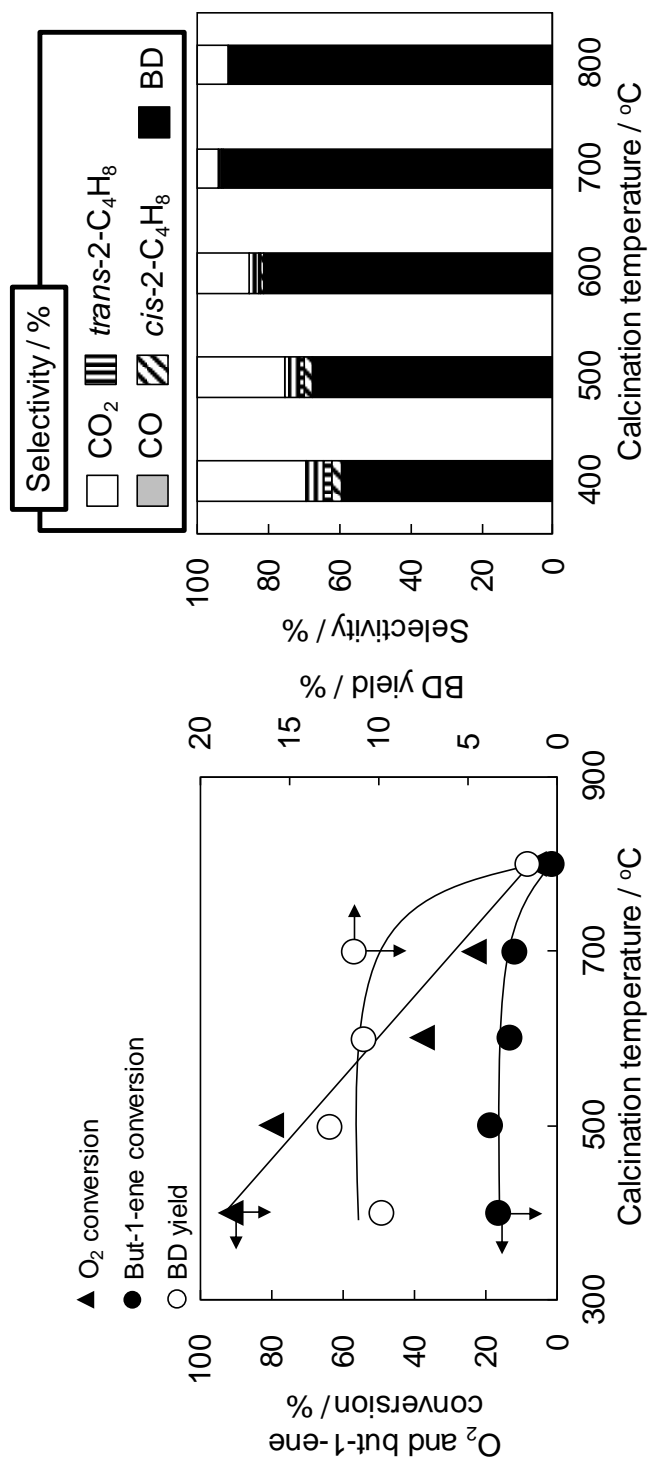 ▲ O₂ conversion
● But-1-ene conversion
○ BD yield
O₂ and but-1-ene
conversion / %
100
80
60
40
20
0
300
500
700
900
Calcination temperature / ºC
20
15
10
5
0
BD yield / %
Selectivity / %
CO₂
trans-2-C₄H₈
CO
cis-2-C₄H₈
BD
Selectivity / %
100
80
60
40
20
0
400
500
600
700
800
Calcination temperature / ºC